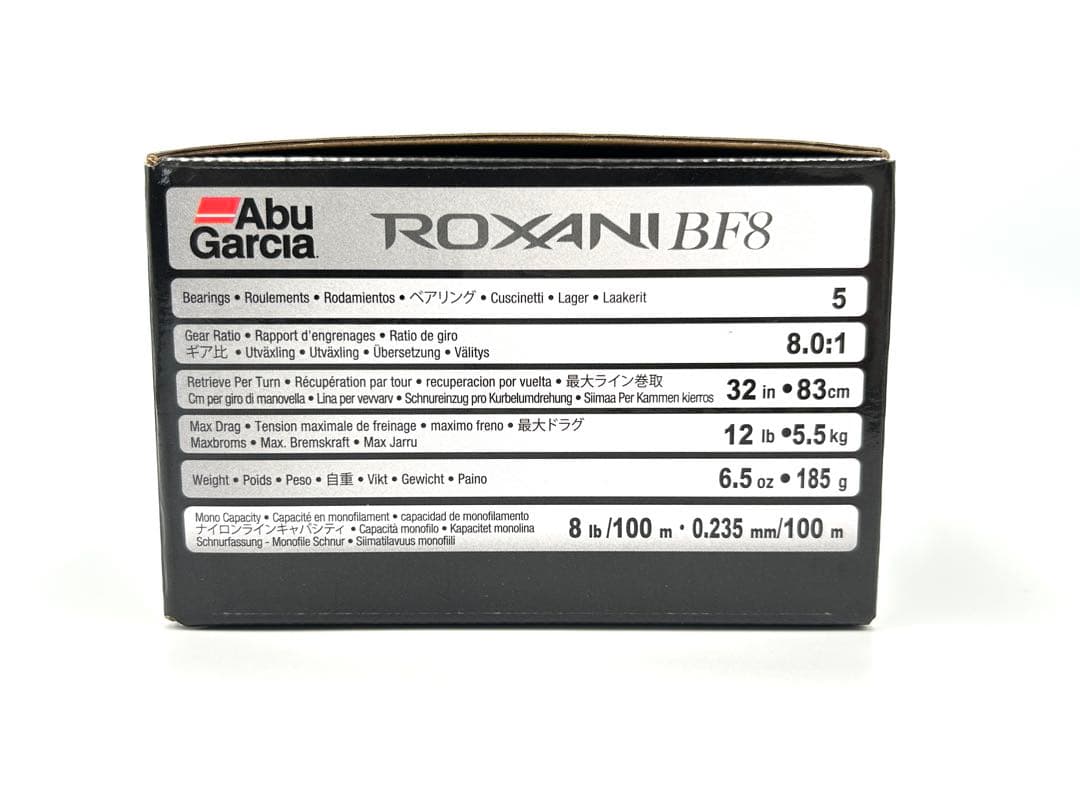 Abu Garcia
ROXANI BF8
Bearings • Roulements • Rodamientos • ベアリング • Cuscinetti • Lager • Laakerit 5
Gear Ratio • Rapport d'engrenages • Ratio de giro
ギア比 • Utväxling • Utväxling • Übersetzung • Välitys 8.0:1
Retrieve Per Turn • Récupération par tour • recuperacion por vuelta • 最大ライン巻取
Cm per giro di manovella • Lina per vevvarv • Schnureinzug pro Kurbelumdrehung • Siimaa Per Kammen kierros 32 in • 83cm
Max Drag • Tension maximale de freinage • maximo freno • 最大ドラグ
Maxbroms • Max. Bremskraft • Max Jarru 12 lb •5.5 kg
Weight • Poids • Peso • 自重 • Vikt • Gewicht • Paino 6.5 oz • 185 g
Mono Capacity • Capacité en monofilament • capacidad de monofilamento
ナイロンラインキャパシティ • Capacità monofilo • Kapacitet monolina
Schnurfassung - Monofile Schnur • Siimatilavuus monofiili 8 lb /100 m · 0.235 mm/100 m